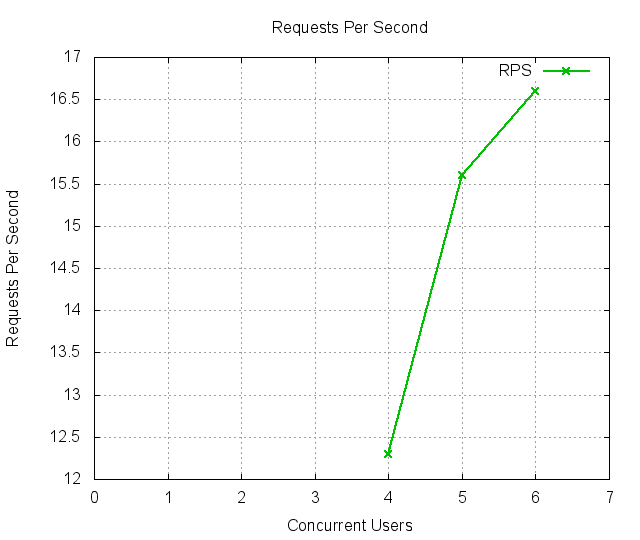 Requests Per Second
RPS
17
16.5
16
15.5
15
14.5
14
13.5
13
12.5
12
Requests Per Second
0 1 2 3 4 5 6 7
Concurrent Users